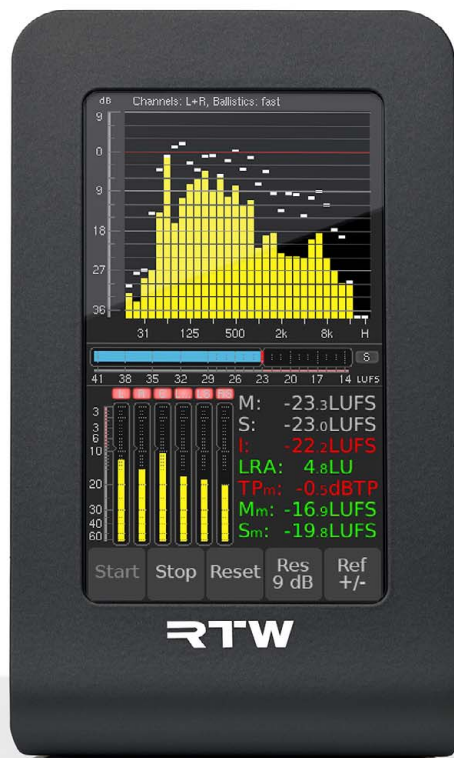 dB Channels: L+R, Ballistics: fast
9
0
9
18
27
36
31 125 500 2k 8k H
S
41 38 35 32 29 26 23 20 17 14 LUFS
M: -23.3LUFS
S: -23.0LUFS
I: -22.2LUFS
LRA: 4.8LU
TPm: -0.5dBTP
Mm: -16.9LUFS
Sm: -19.8LUFS
3
3
6
10
20
30
40
60
Start Stop Reset Res 9 dB Ref +/-
RTW